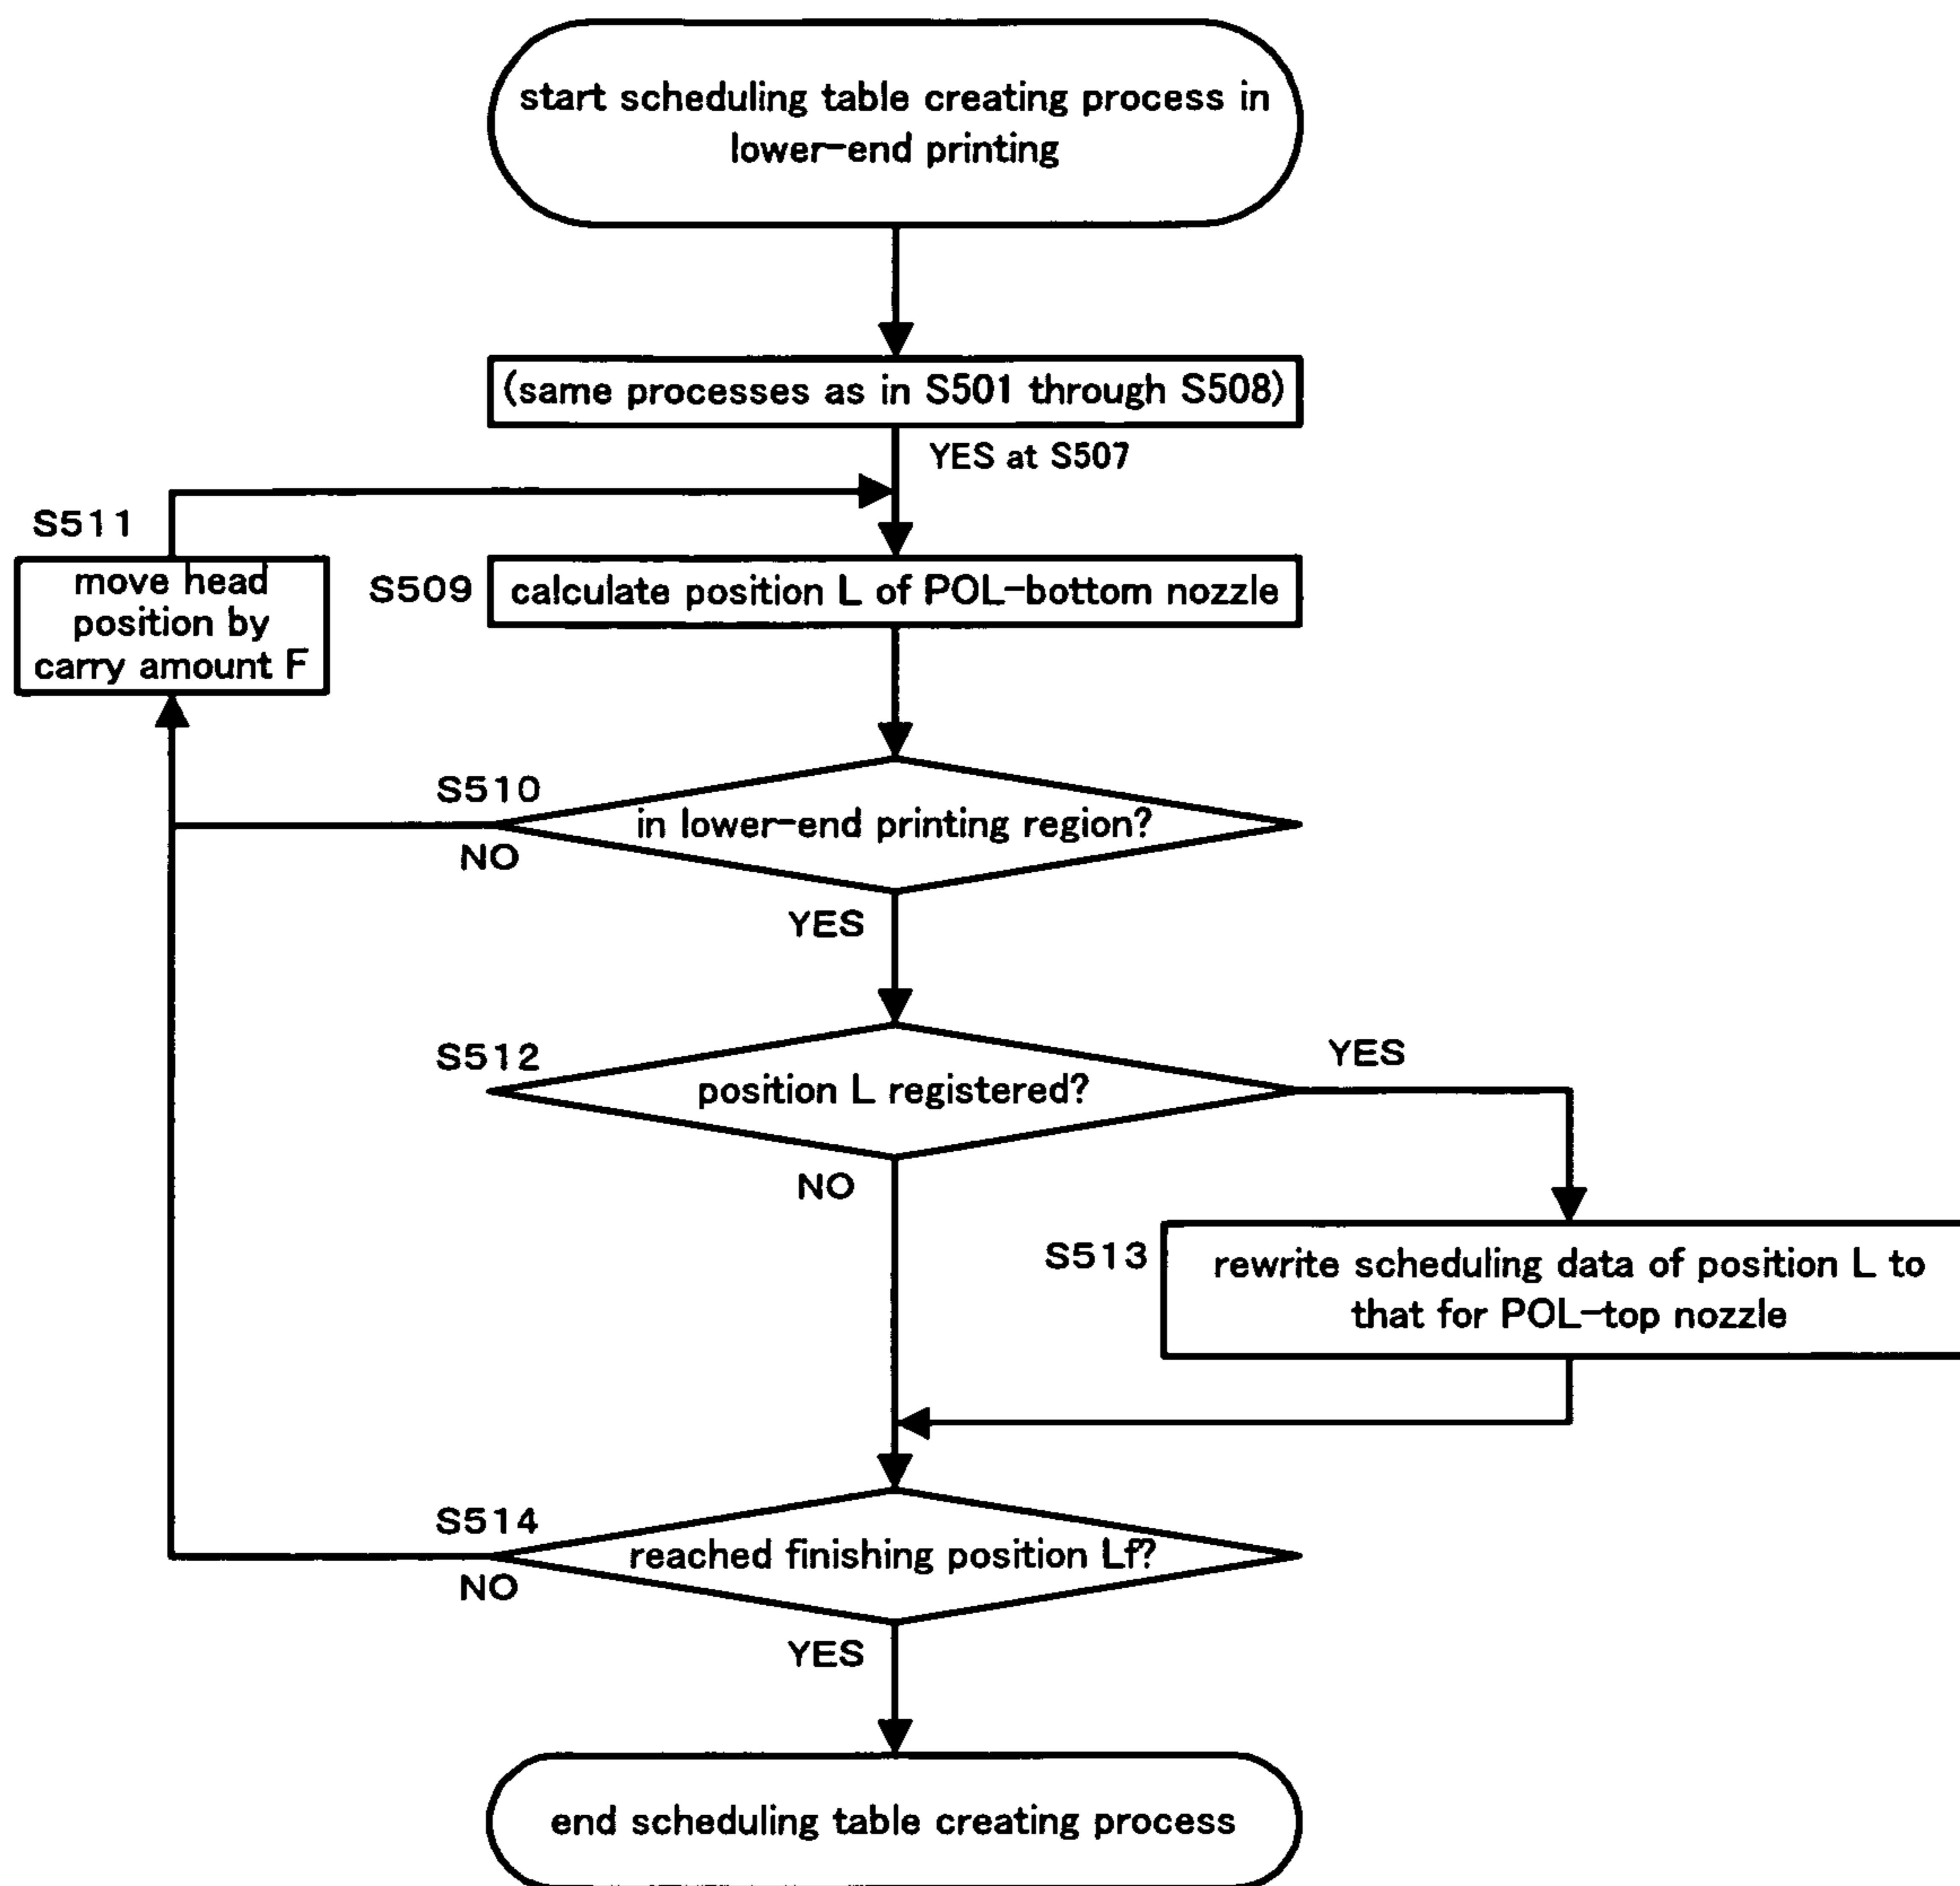 start scheduling table creating process in
lower-end printing
(same processes as in S501 through S508)
YES at S507
S511
move head
position by
carry amount F
S509
calculate position L of POL-bottom nozzle
S510
in lower-end printing region?
NO
YES
S512
position L registered?
YES
NO
S513
rewrite scheduling data of position L to
that for POL-top nozzle
S514
reached finishing position Lf?
NO
YES
end scheduling table creating process